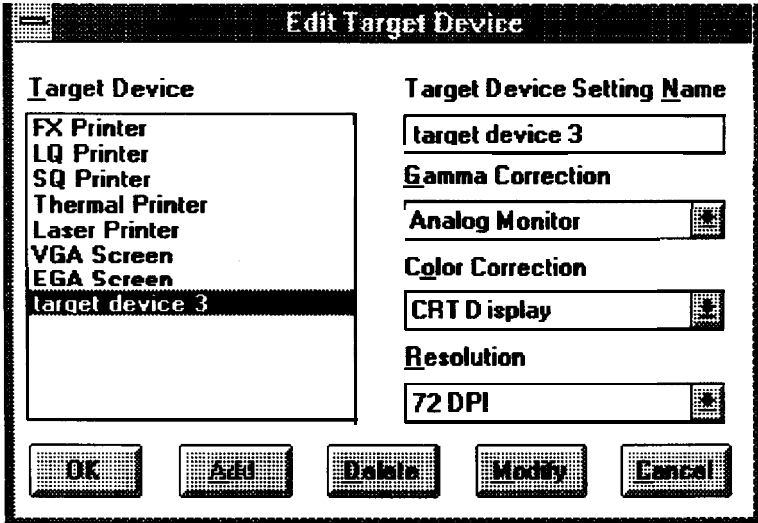 Edit Target Device
Target Device
FX Printer
LQ Printer
SQ Printer
Thermal Printer
Laser Printer
VGA Screen
EGA Screen
target device 3
Target Device Setting Name
target device 3
Gamma Correction
Analog Monitor
Color Correction
CRT Display
Resolution
72 DPI
OK
Add
Delete
Modify
Cancel